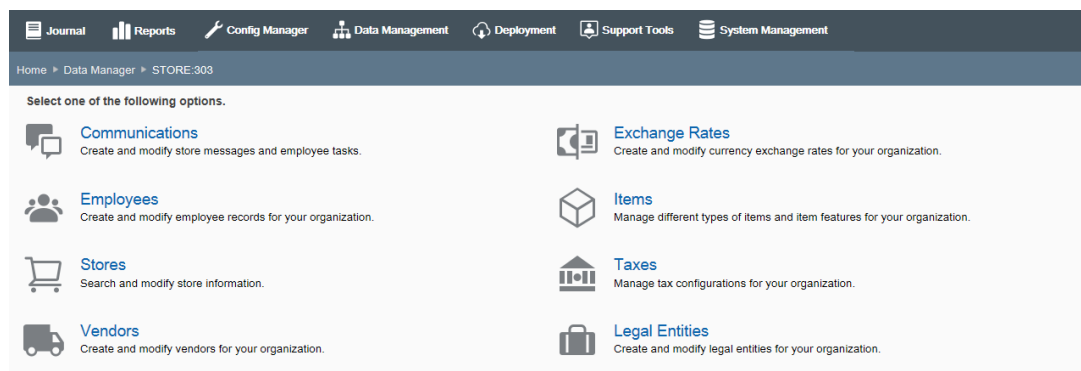 Journal Reports Config Manager Data Management Deployment Support Tools System Management
Home ▸ Data Manager ▸ STORE:303
Select one of the following options.
Communications
Create and modify store messages and employee tasks.
Exchange Rates
Create and modify currency exchange rates for your organization.
Employees
Create and modify employee records for your organization.
Items
Manage different types of items and item features for your organization.
Stores
Search and modify store information.
Taxes
Manage tax configurations for your organization.
Vendors
Create and modify vendors for your organization.
Legal Entities
Create and modify legal entities for your organization.